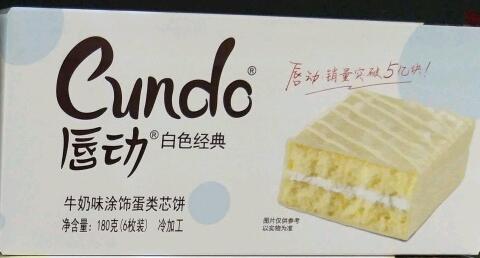 Cundo®
唇动®白色经典
唇动 销量突破5亿块!
牛奶味涂饰蛋类芯饼
净含量:180克(6枚装) 冷加工
图片仅供参考
以实物为准